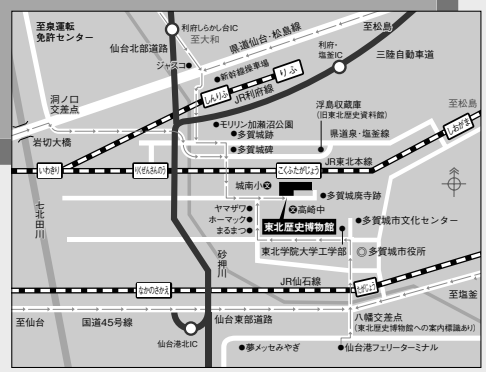 至泉運転
免許センター
利府しらかし台IC
至大和
仙台北部道路
県道仙台・松島線
至松島
ジャスコ●
●新幹線操車場
利府・
塩釜IC
三陸自動車道
りふ
しんりふ
JR利府線
洞ノ口
交差点
●モリリン加瀬沼公園
●多賀城跡
浮島収蔵庫
(旧東北歴史資料館)
至松島
岩切大橋
●多賀城碑
県道泉・塩釜線
しおがま
JR東北本線
いわきり
りくぜんさんのう
こくふたがじょう
城南小文
●多賀城廃寺跡
七北田川
ヤマザワ●
ホーマック●
まるまつ●
文高崎中
東北歴史博物館
●多賀城市文化センター
砂押川
東北学院大学工学部
◎多賀城市役所
JR仙石線
なかのさかえ
たがじょう
至塩釜
至仙台
国道45号線
仙台東部道路
八幡交差点
(東北歴史博物館への案内標識あり)
仙台港北IC
●夢メッセみやぎ
●仙台港フェリーターミナル